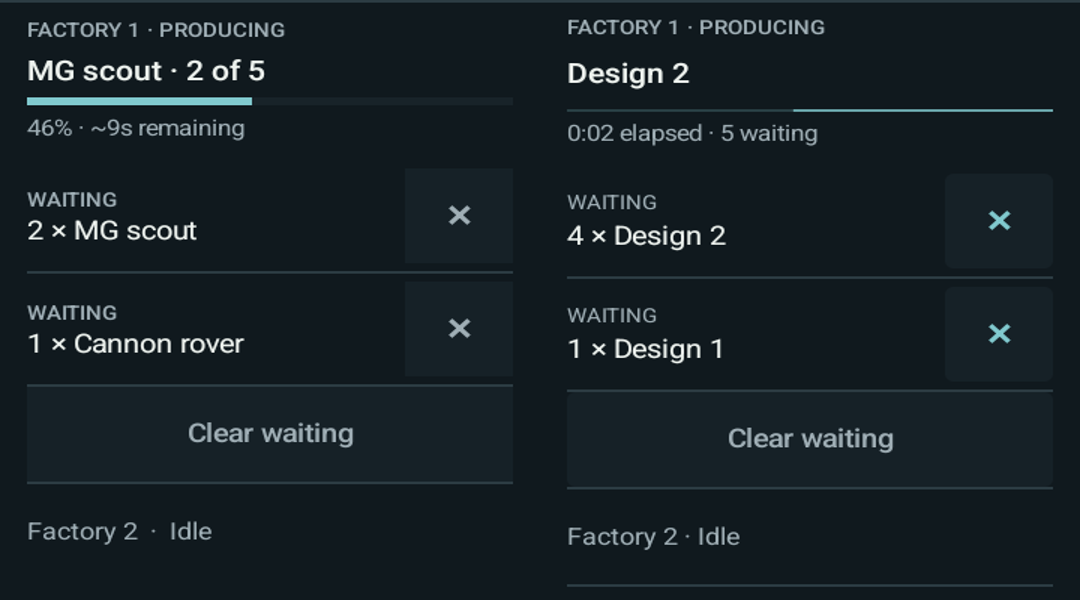 FACTORY 1 · PRODUCING
MG scout · 2 of 5
46% · ~9s remaining
WAITING
2 × MG scout
×
WAITING
1 × Cannon rover
×
Clear waiting
Factory 2 · Idle
FACTORY 1 · PRODUCING
Design 2
0:02 elapsed · 5 waiting
WAITING
4 × Design 2
×
WAITING
1 × Design 1
×
Clear waiting
Factory 2 · Idle